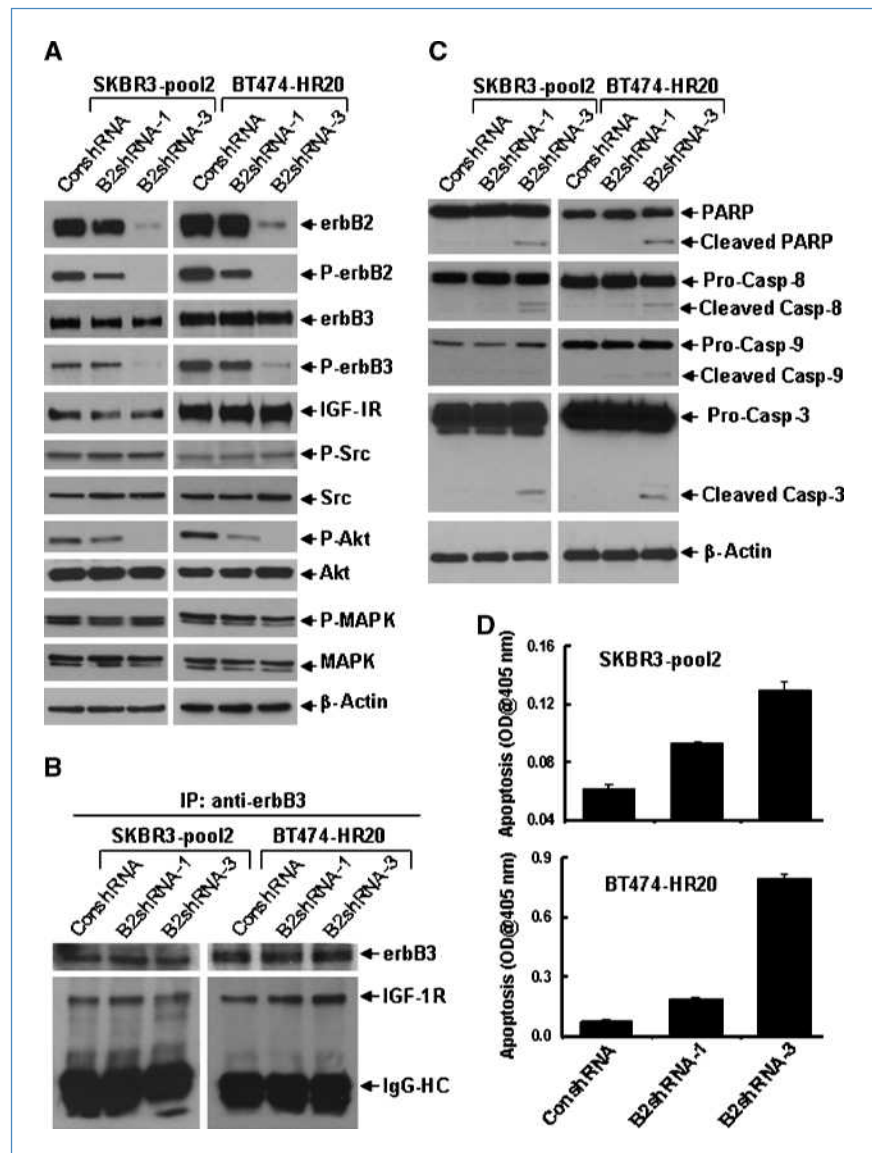 A
SKBR3-pool2 BT474-HR20
ConshRNA B2shRNA-1 B2shRNA-3 ConshRNA B2shRNA-1 B2shRNA-3
erbB2
P-erbB2
erbB3
P-erbB3
IGF-IR
P-Src
Src
P-Akt
Akt
P-MAPK
MAPK
β-Actin
B
IP: anti-erbB3
SKBR3-pool2 BT474-HR20
ConshRNA B2shRNA-1 B2shRNA-3 ConshRNA B2shRNA-1 B2shRNA-3
erbB3
IGF-1R
IgG-HC
C
SKBR3-pool2 BT474-HR20
ConshRNA B2shRNA-1 B2shRNA-3 ConshRNA B2shRNA-1 B2shRNA-3
PARP
Cleaved PARP
Pro-Casp-8
Cleaved Casp-8
Pro-Casp-9
Cleaved Casp-9
Pro-Casp-3
Cleaved Casp-3
β-Actin
D
SKBR3-pool2
Apoptosis (OD@405 nm)
0.16
0.12
0.08
0.04
BT474-HR20
Apoptosis (OD@405 nm)
0.9
0.6
0.3
0.0
ConshRNA B2shRNA-1 B2shRNA-3